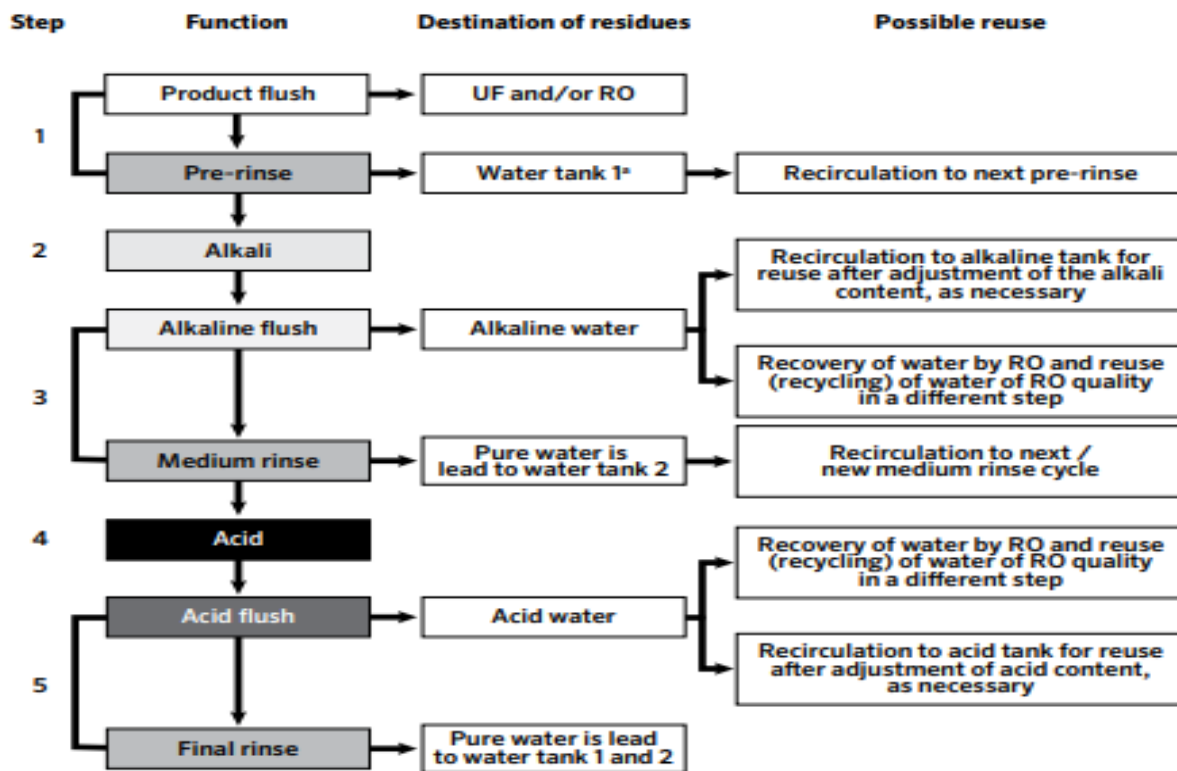 Step Function Destination of residues Possible reuse
1
Product flush
UF and/or RO
Pre-rinse
Water tank 1ᵃ
Recirculation to next pre-rinse
2
Alkali
3
Alkaline flush
Alkaline water
Recirculation to alkaline tank for
reuse after adjustment of the alkali
content, as necessary
Recovery of water by RO and reuse
(recycling) of water of RO quality
in a different step
Medium rinse
Pure water is
lead to water tank 2
Recirculation to next /
new medium rinse cycle
4
Acid
5
Acid flush
Acid water
Recovery of water by RO and reuse
(recycling) of water of RO quality
in a different step
Recirculation to acid tank for reuse
after adjustment of acid content,
as necessary
Final rinse
Pure water is lead
to water tank 1 and 2